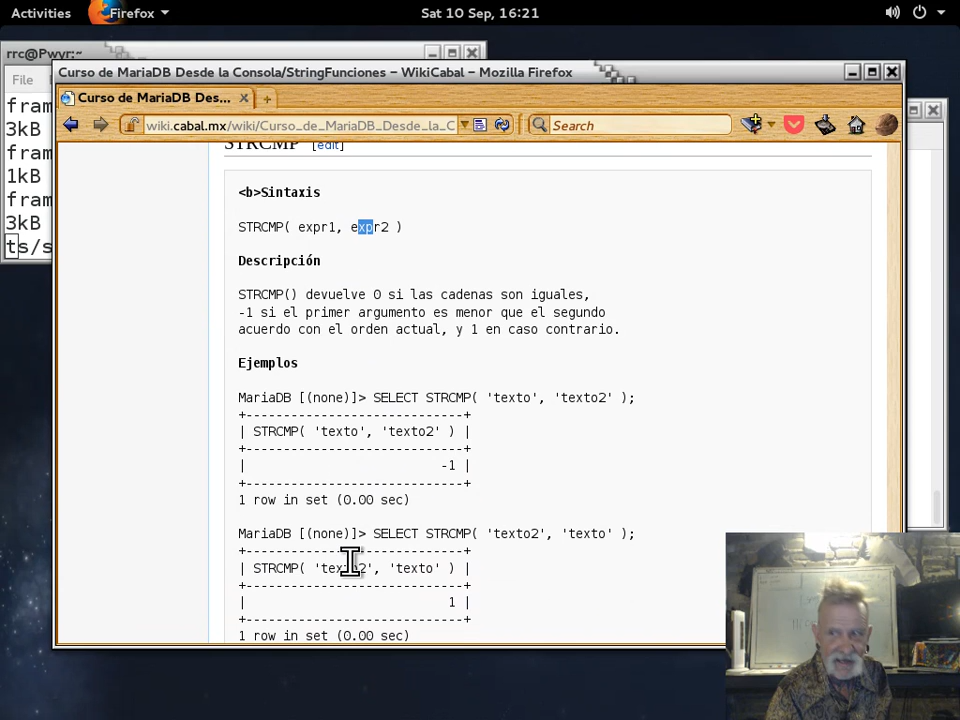 Activities Firefox Sat 10 Sep, 16:21
rrc@Pwyr:~
File
fram
3kB
fram
1kB
fram
3kB
ts/s
Curso de MariaDB Desde la Consola/StringFunciones – WikiCabal – Mozilla Firefox
Curso de MariaDB Des...
wiki.cabal.mx/wiki/Curso_de_MariaDB_Desde_la_C Search
STRCMP [edit]
<b>Sintaxis
STRCMP( expr1, expr2 )
Descripción
STRCMP() devuelve 0 si las cadenas son iguales,
-1 si el primer argumento es menor que el segundo
acuerdo con el orden actual, y 1 en caso contrario.
Ejemplos
MariaDB [(none)]> SELECT STRCMP( 'texto', 'texto2' );
+-----------------------------+
| STRCMP( 'texto', 'texto2' ) |
+-----------------------------+
|                          -1 |
+-----------------------------+
1 row in set (0.00 sec)
MariaDB [(none)]> SELECT STRCMP( 'texto2', 'texto' );
+-----------------------------+
| STRCMP( 'texto2', 'texto' ) |
+-----------------------------+
|                           1 |
+-----------------------------+
1 row in set (0.00 sec)